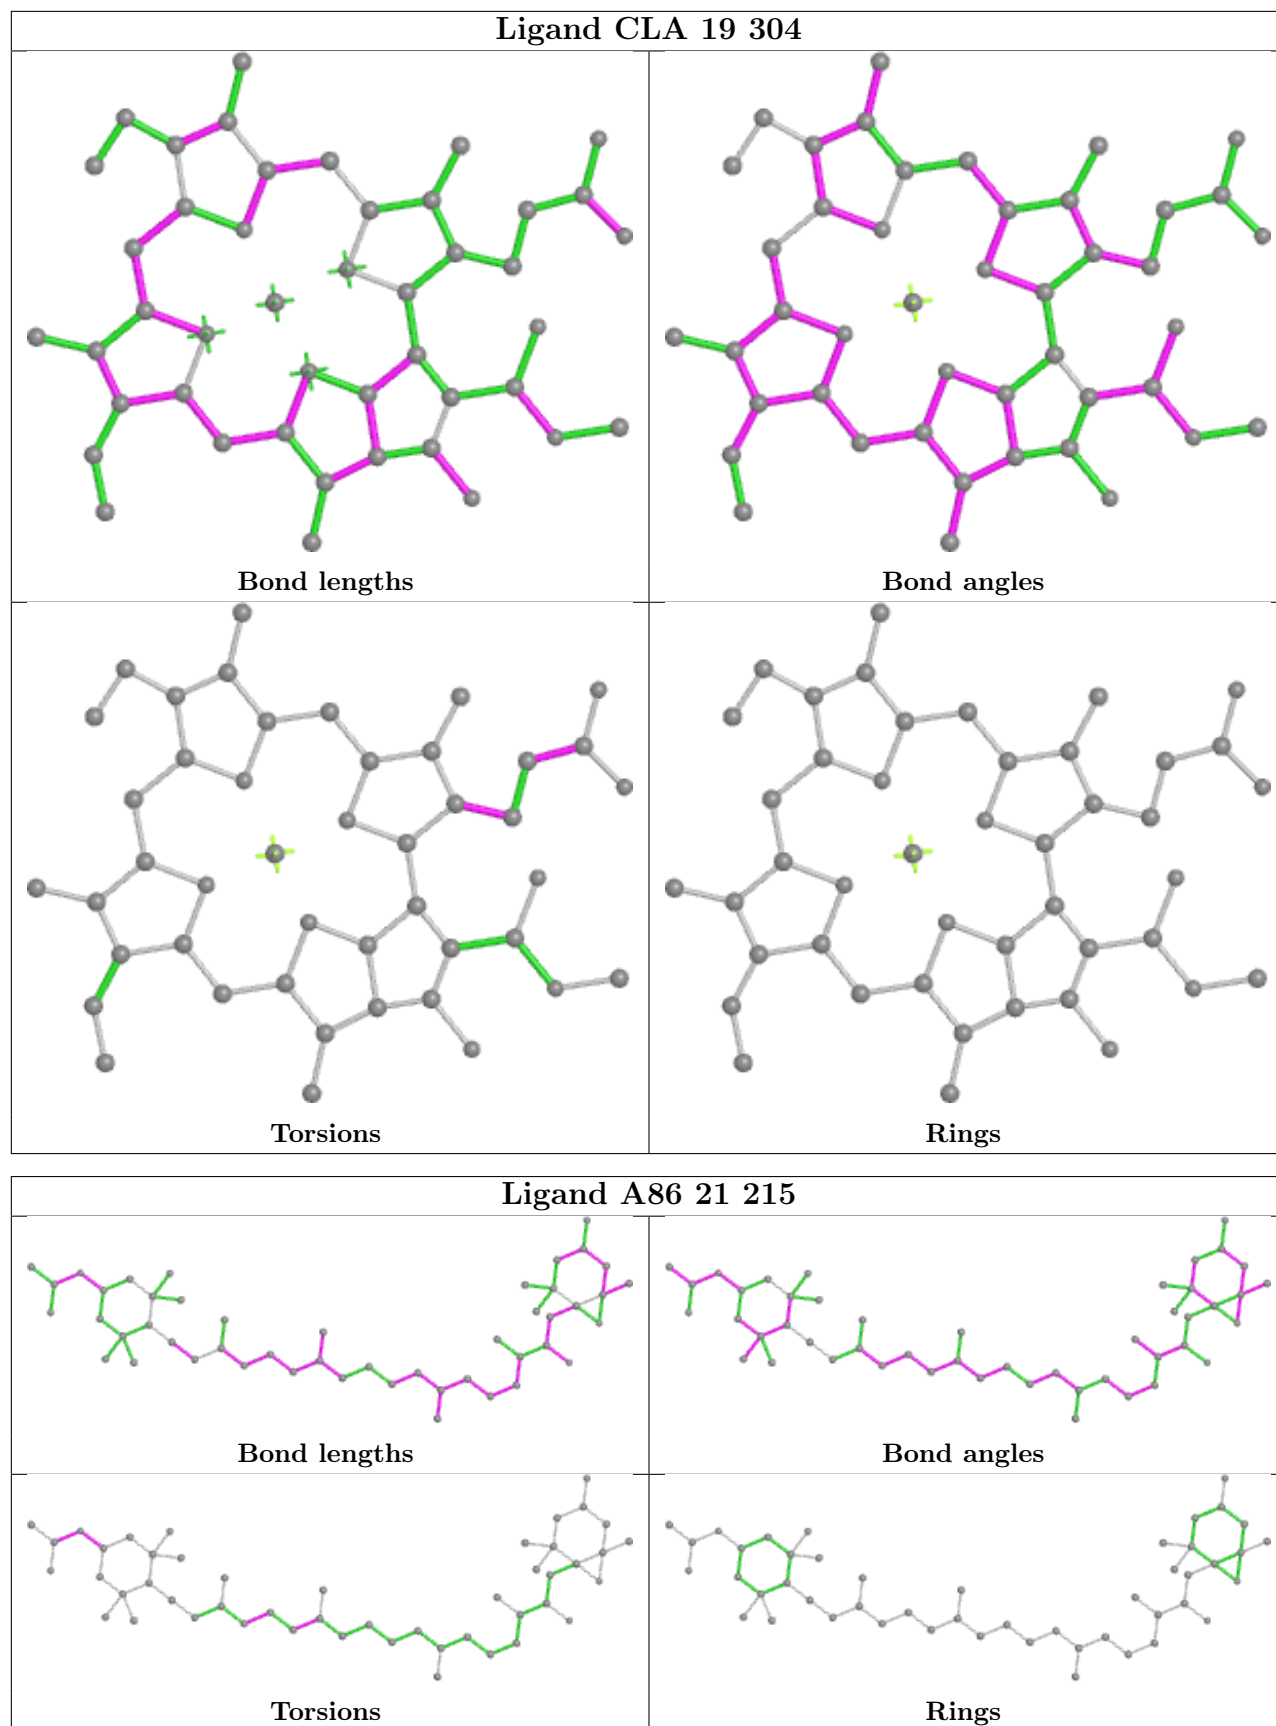 Ligand CLA 19 304
Bond lengths
Bond angles
Torsions
Rings
Ligand A86 21 215
Bond lengths
Bond angles
Torsions
Rings